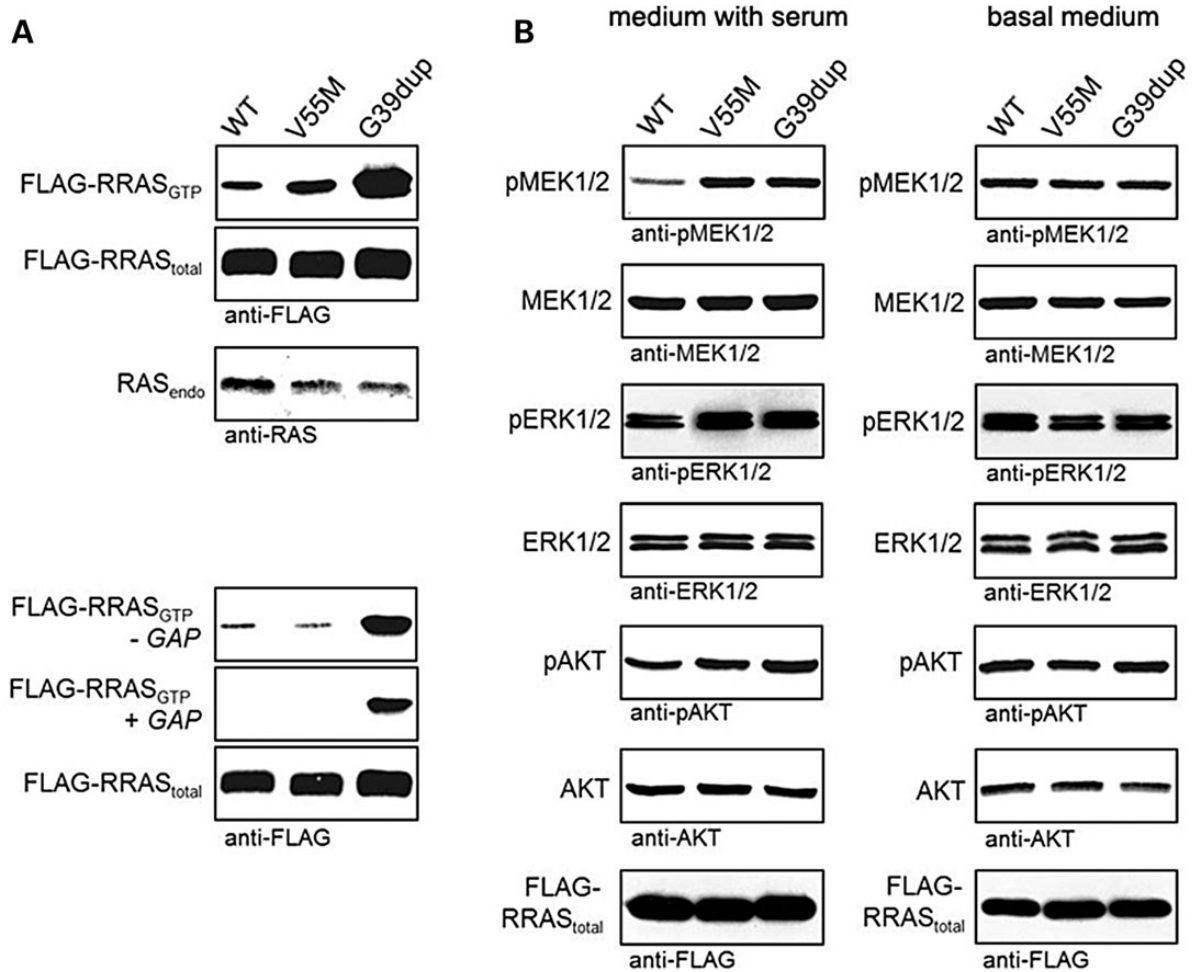 A
WT V55M G39dup
FLAG-RRASGTP
FLAG-RRAStotal
anti-FLAG
RASendo
anti-RAS
FLAG-RRASGTP
- GAP
FLAG-RRASGTP
+ GAP
FLAG-RRAStotal
anti-FLAG
B
medium with serum
WT V55M G39dup
pMEK1/2
anti-pMEK1/2
MEK1/2
anti-MEK1/2
pERK1/2
anti-pERK1/2
ERK1/2
anti-ERK1/2
pAKT
anti-pAKT
AKT
anti-AKT
FLAG-
RRAStotal
anti-FLAG
basal medium
WT V55M G39dup
pMEK1/2
anti-pMEK1/2
MEK1/2
anti-MEK1/2
pERK1/2
anti-pERK1/2
ERK1/2
anti-ERK1/2
pAKT
anti-pAKT
AKT
anti-AKT
FLAG-
RRAStotal
anti-FLAG